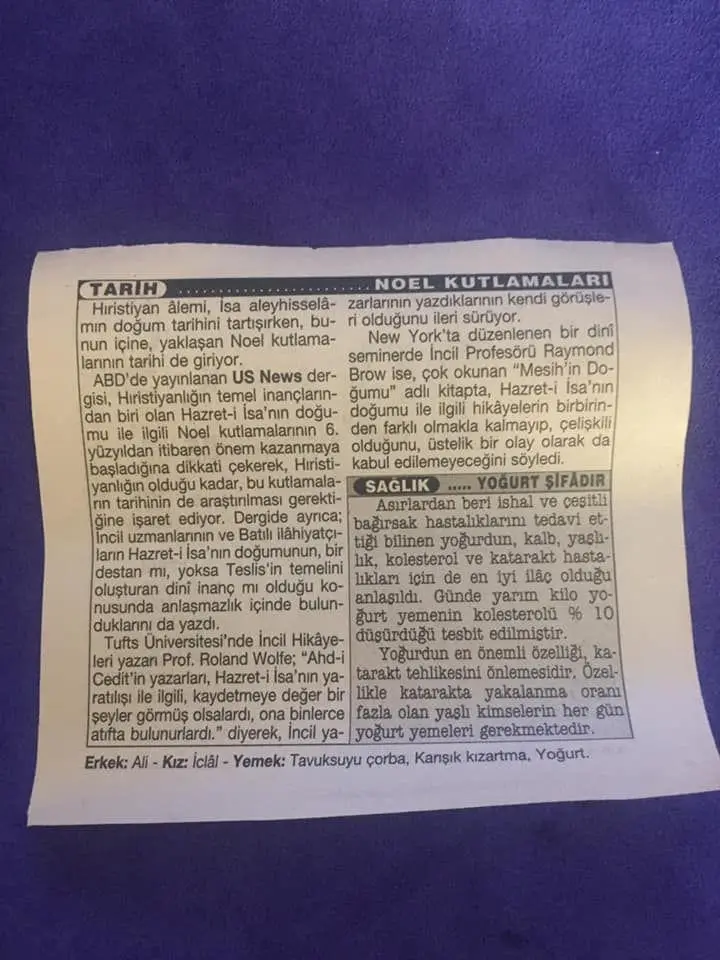 TARİH ........................ NOEL KUTLAMALARI
Hıristiyan âlemi, İsa aleyhisselâ-
mın doğum tarihini tartışırken, bu-
nun içine, yaklaşan Noel kutlama-
larının tarihi de giriyor.
ABD'de yayınlanan US News der-
gisi, Hıristiyanlığın temel inançların-
dan biri olan Hazret-i İsa'nın doğu-
mu ile ilgili Noel kutlamalarının 6.
yüzyıldan itibaren önem kazanmaya
başladığına dikkati çekerek, Hıristi-
yanlığın olduğu kadar, bu kutlamala-
rın tarihinin de araştırılması gerekti-
ğine işaret ediyor. Dergide ayrıca;
İncil uzmanlarının ve Batılı ilâhiyatçı-
ların Hazret-i İsa'nın doğumunun, bir
destan mı, yoksa Teslis'in temelini
oluşturan dinî inanç mı olduğu ko-
nusunda anlaşmazlık içinde bulun-
duklarını da yazdı.
Tufts Üniversitesi'nde İncil Hikâye-
leri yazarı Prof. Roland Wolfe; "Ahd-i
Cedit'in yazarları, Hazret-i İsa'nın ya-
ratılışı ile ilgili, kaydetmeye değer bir
şeyler görmüş olsalardı, ona binlerce
atıfta bulunurlardı." diyerek, İncil ya-
zarlarının yazdıklarının kendi görüşle-
ri olduğunu ileri sürüyor.
New York'ta düzenlenen bir dinî
seminerde İncil Profesörü Raymond
Brow ise, çok okunan "Mesih'in Do-
ğumu" adlı kitapta, Hazret-i İsa'nın
doğumu ile ilgili hikâyelerin birbirin-
den farklı olmakla kalmayıp, çelişkili
olduğunu, üstelik bir olay olarak da
kabul edilemeyeceğini söyledi.
SAĞLIK ..... YOĞURT ŞİFÂDIR
Asırlardan beri ishal ve çeşitli
bağırsak hastalıklarını tedavi et-
tiği bilinen yoğurdun, kalb, yaşlı-
lık, kolesterol ve katarakt hasta-
lıkları için de en iyi ilâç olduğu
anlaşıldı. Günde yarım kilo yo-
ğurt yemenin kolesterolü % 10
düşürdüğü tesbit edilmiştir.
Yoğurdun en önemli özelliği, ka-
tarakt tehlikesini önlemesidir. Özel-
likle katarakta yakalanma oranı
fazla olan yaşlı kimselerin her gün
yoğurt yemeleri gerekmektedir.
Erkek: Ali - Kız: İclâl - Yemek: Tavuksuyu çorba, Karışık kızartma, Yoğurt.